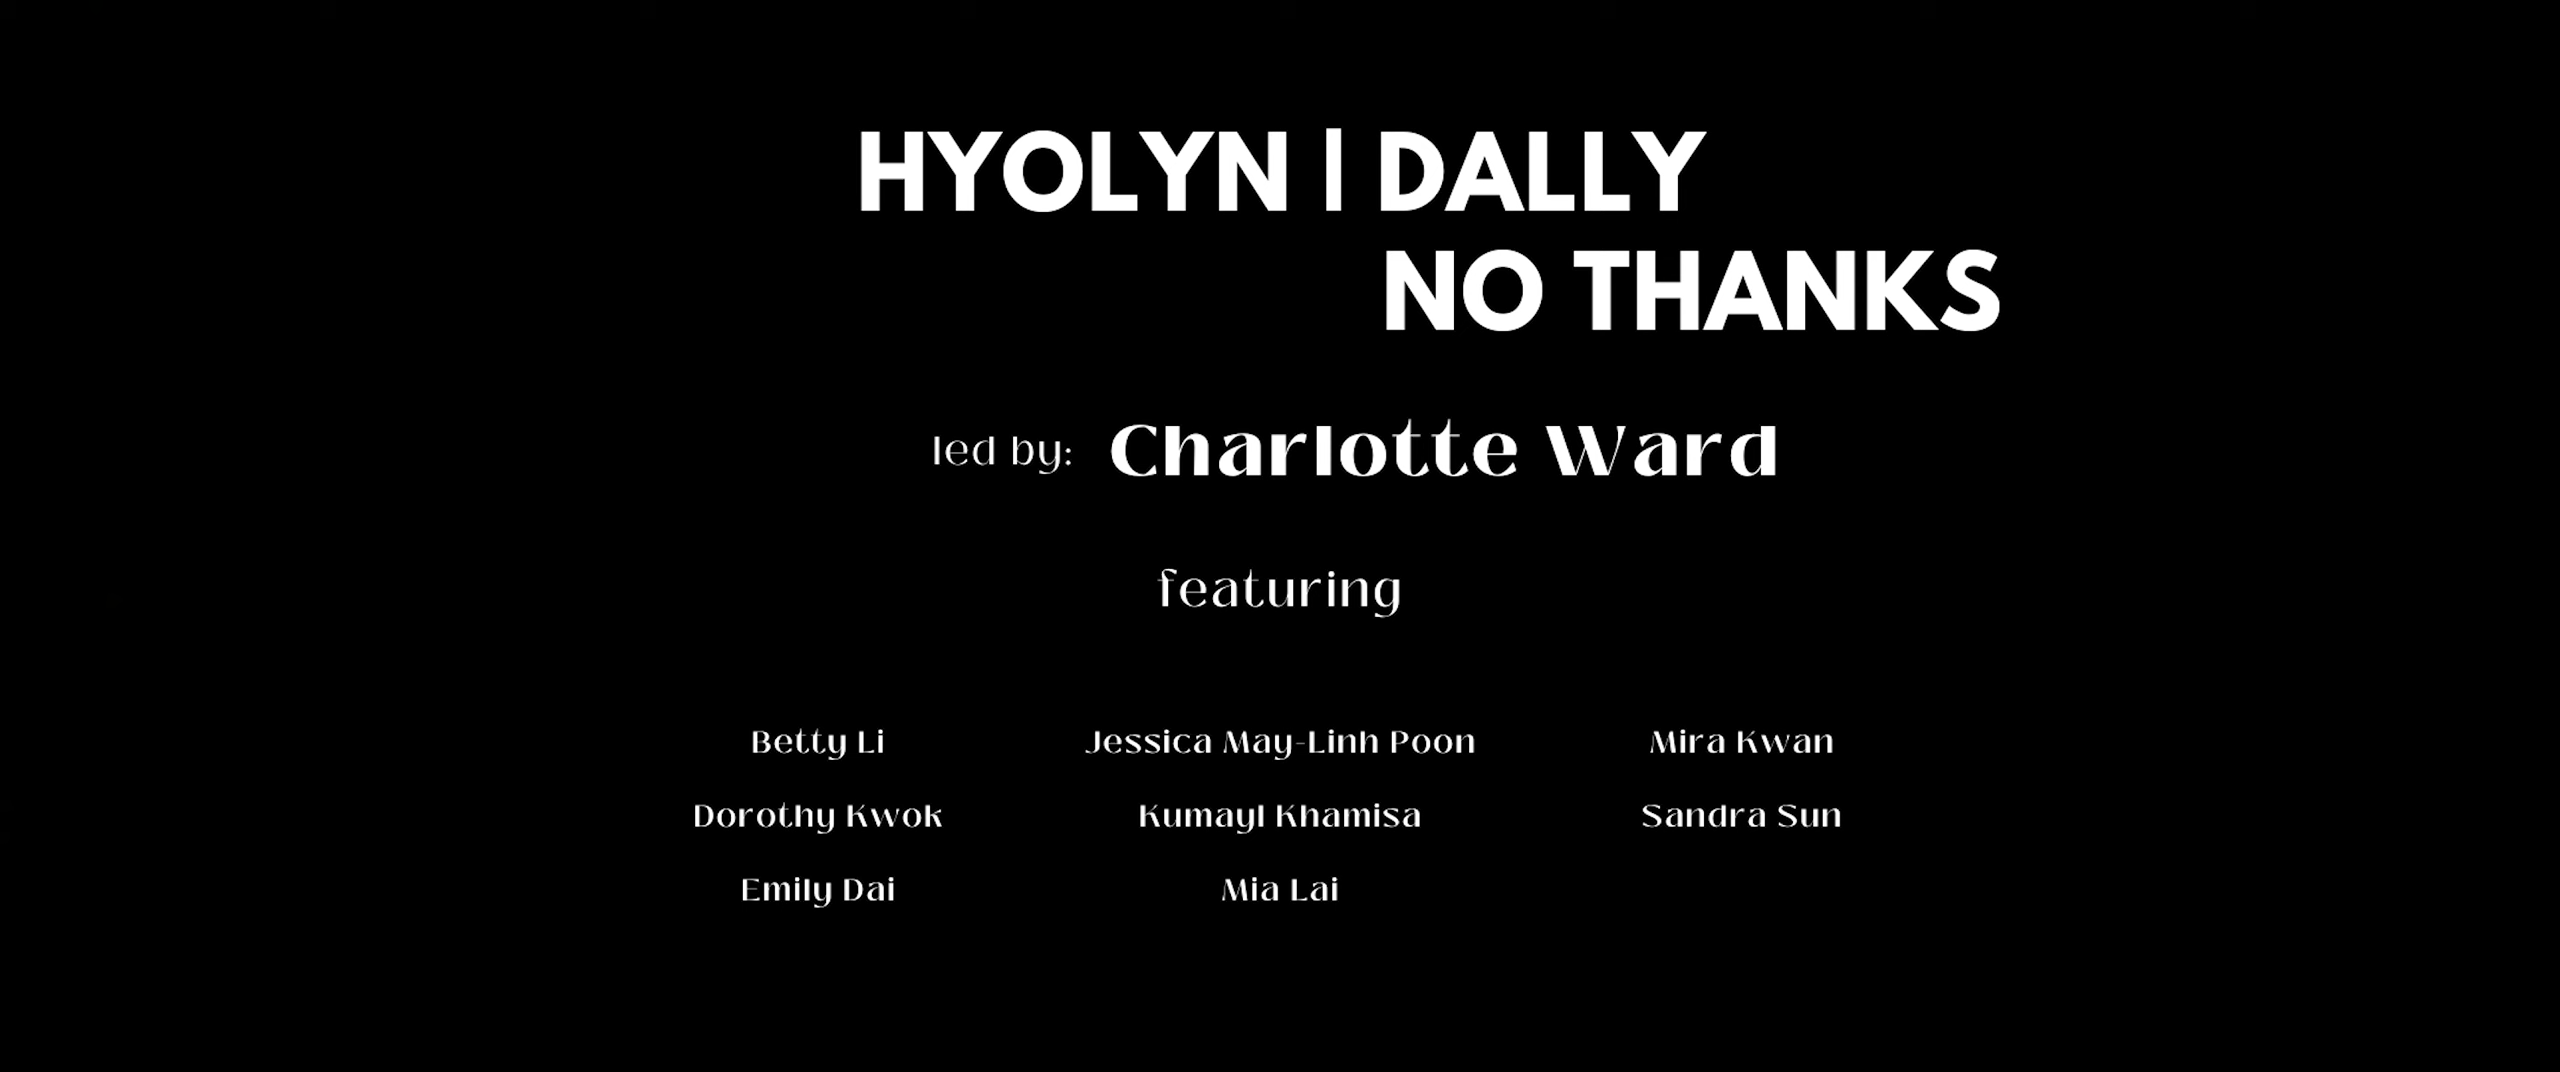 HYOLYN | DALLY
NO THANKS
led by: Charlotte Ward
featuring
Betty Li Jessica May-Linh Poon Mira Kwan
Dorothy Kwok Kumayl Khamisa Sandra Sun
Emily Dai Mia Lai